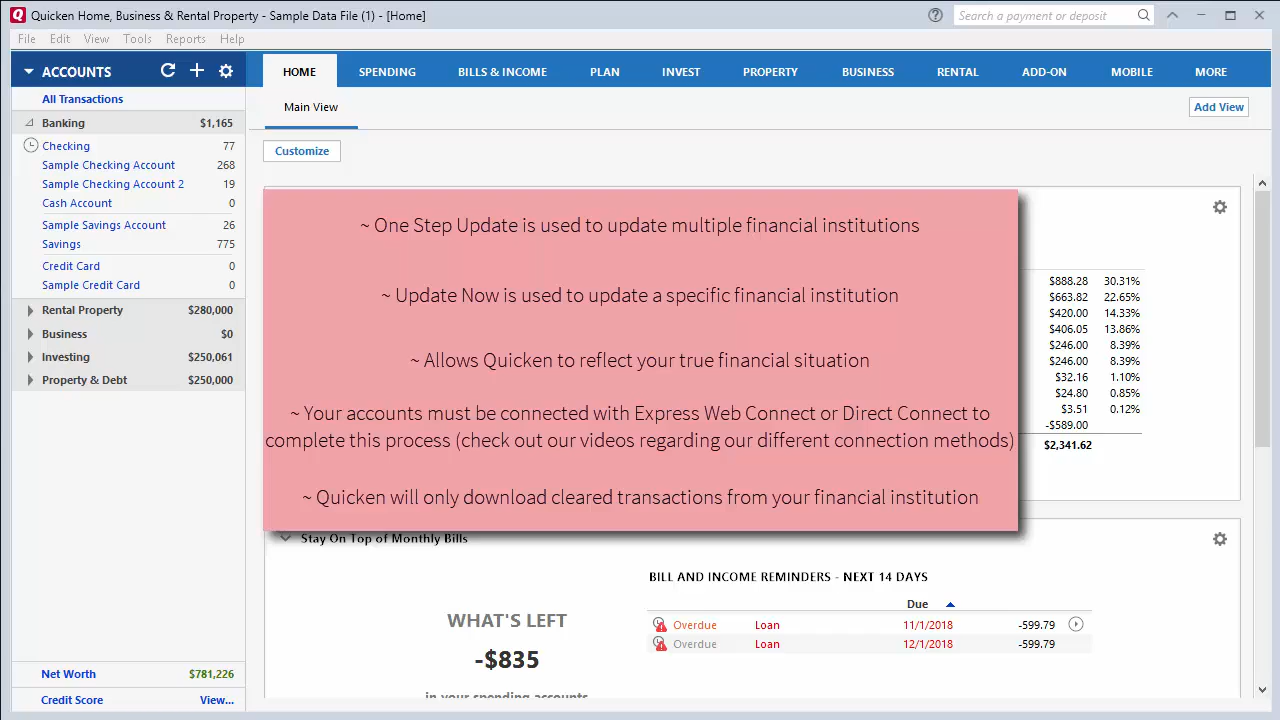 Quicken Home, Business & Rental Property - Sample Data File (1) - [Home]
Search a payment or deposit
File Edit View Tools Reports Help
ACCOUNTS
HOME SPENDING BILLS & INCOME PLAN INVEST PROPERTY BUSINESS RENTAL ADD-ON MOBILE MORE
All Transactions
Banking $1,165
Checking 77
Sample Checking Account 268
Sample Checking Account 2 19
Cash Account 0
Sample Savings Account 26
Savings 775
Credit Card 0
Sample Credit Card 0
Rental Property $280,000
Business $0
Investing $250,061
Property & Debt $250,000
Net Worth $781,226
Credit Score View...
Main View
Add View
Customize
~ One Step Update is used to update multiple financial institutions
~ Update Now is used to update a specific financial institution
~ Allows Quicken to reflect your true financial situation
~ Your accounts must be connected with Express Web Connect or Direct Connect to
complete this process (check out our videos regarding our different connection methods)
~ Quicken will only download cleared transactions from your financial institution
$888.28 30.31%
$663.82 22.65%
$420.00 14.33%
$406.05 13.86%
$246.00 8.39%
$246.00 8.39%
$32.16 1.10%
$24.80 0.85%
$3.51 0.12%
-$589.00
$2,341.62
Stay On Top of Monthly Bills
BILL AND INCOME REMINDERS - NEXT 14 DAYS
WHAT'S LEFT
-$835
in your spending accounts
Due
Overdue Loan 11/1/2018 -599.79
Overdue Loan 12/1/2018 -599.79